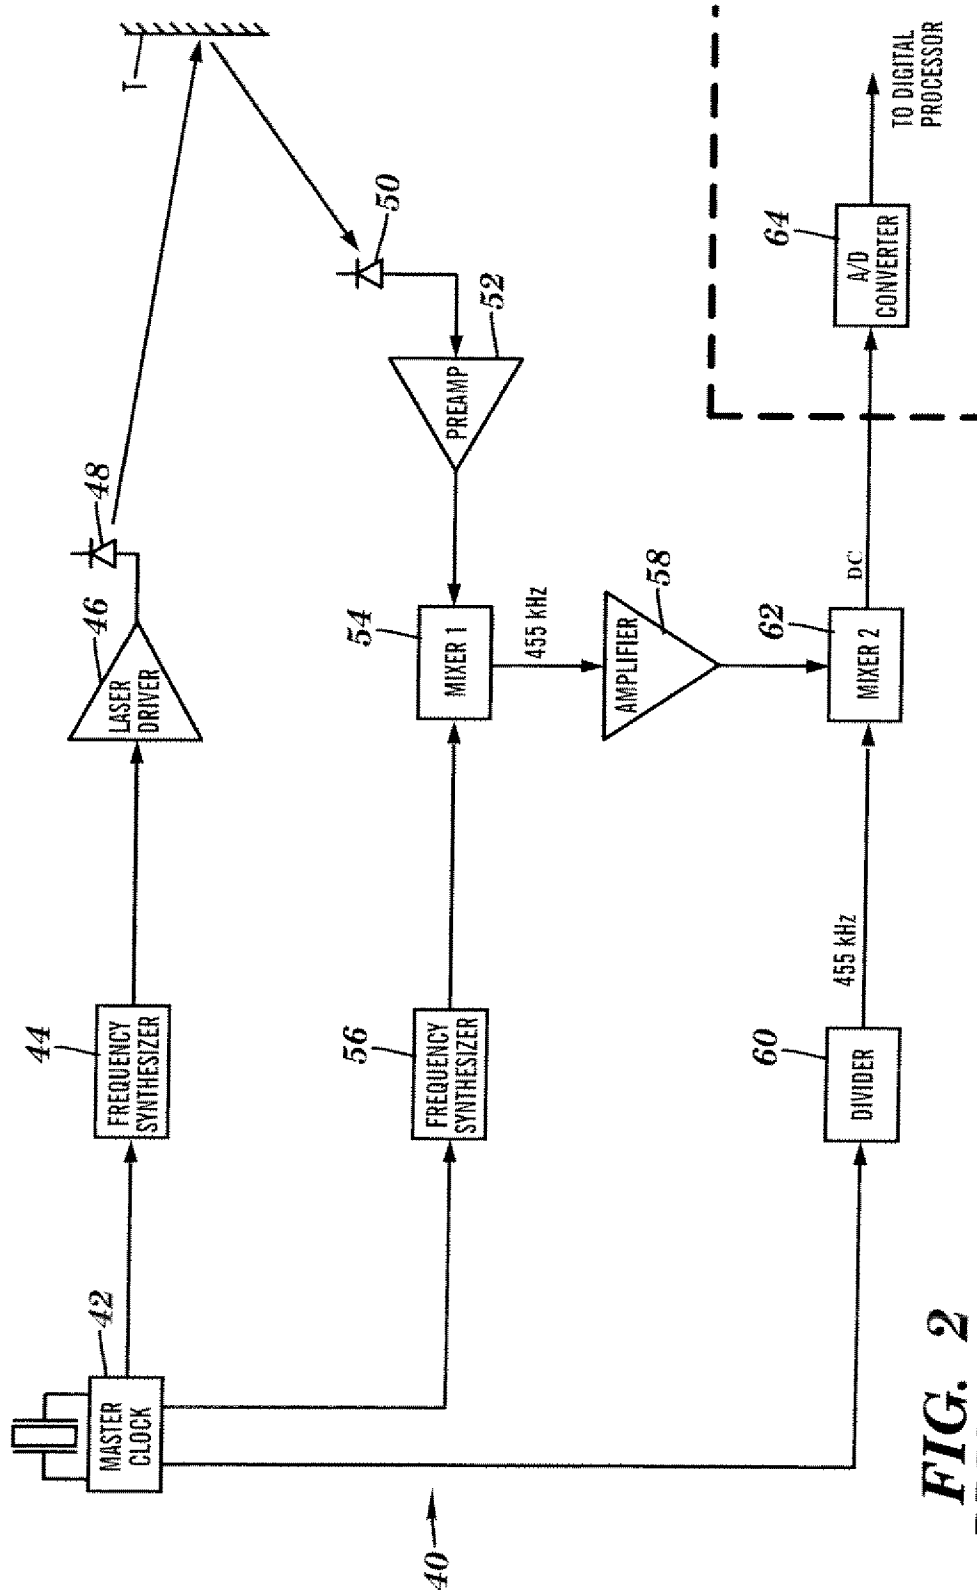 42
MASTER
CLOCK
44
FREQUENCY
SYNTHESIZER
46
LASER
DRIVER
48
T
50
52
PREAMP
54
MIXER 1
56
FREQUENCY
SYNTHESIZER
455 kHz
58
AMPLIFIER
60
DIVIDER
455 kHz
62
MIXER 2
DC
64
A/D
CONVERTER
TO DIGITAL
PROCESSOR
40
FIG. 2